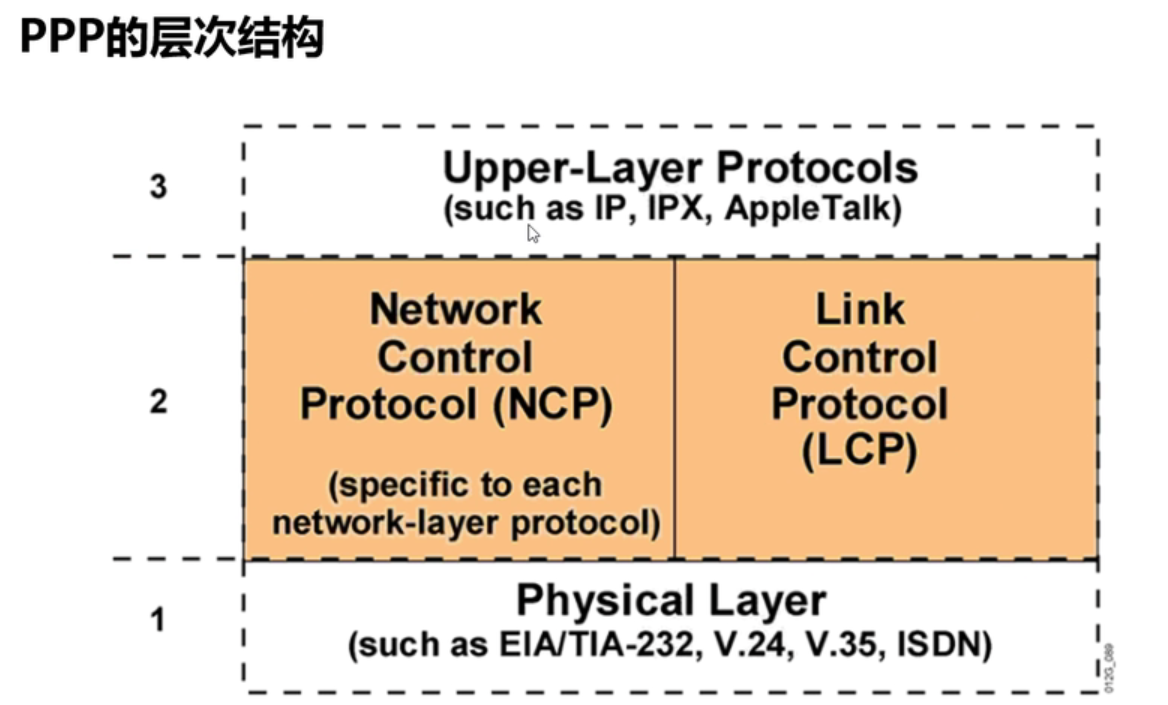 PPP的层次结构
3
Upper-Layer Protocols
(such as IP, IPX, AppleTalk)
2
Network
Control
Protocol (NCP)
(specific to each
network-layer protocol)
Link
Control
Protocol
(LCP)
1
Physical Layer
(such as EIA/TIA-232, V.24, V.35, ISDN)
012G_089